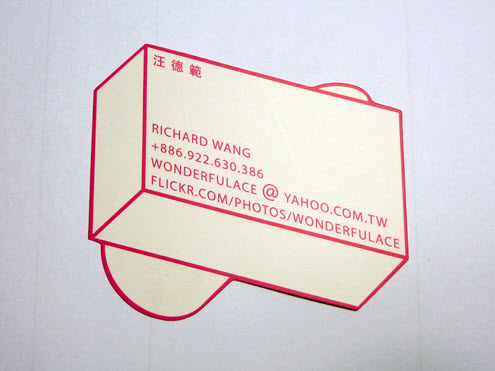 汪德範
RICHARD WANG
+886.922.630.386
WONDERFULACE @ YAHOO.COM.TW
FLICKR.COM/PHOTOS/WONDERFULACE